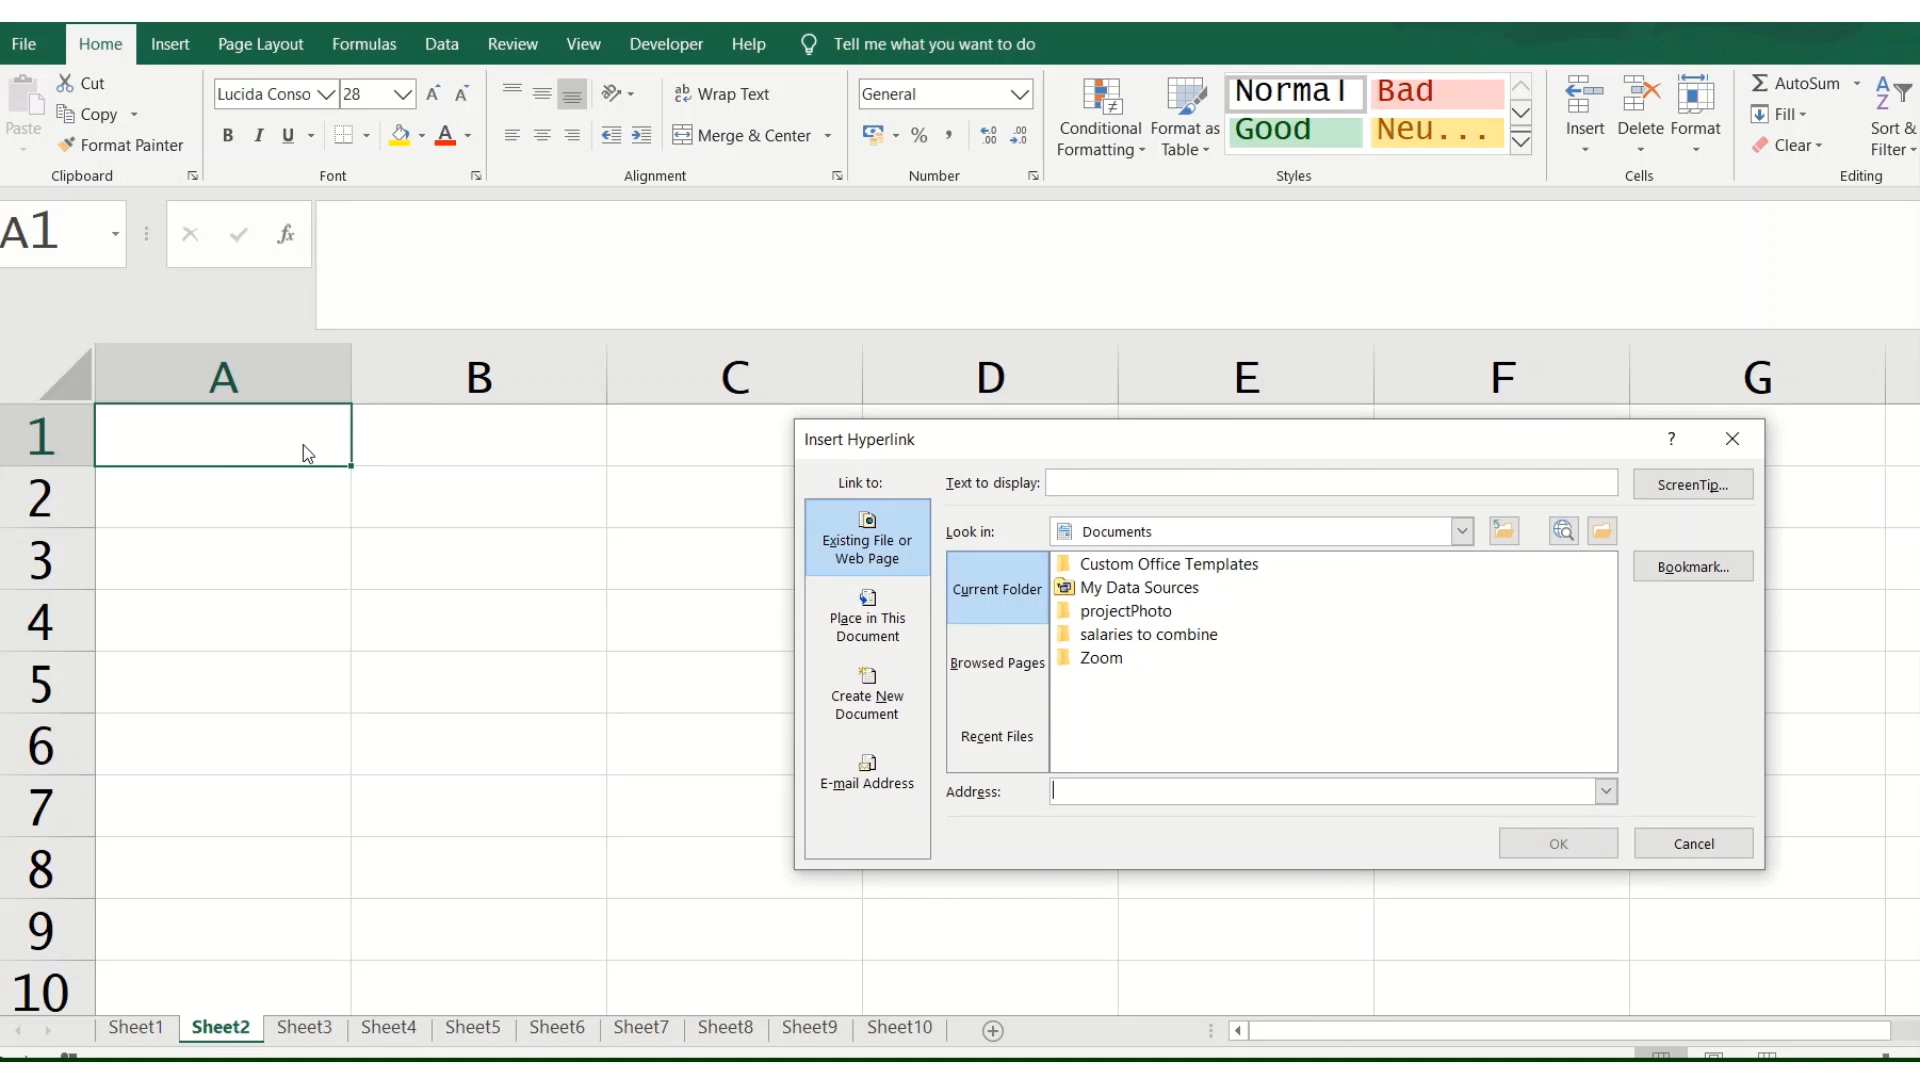 File Home Insert Page Layout Formulas Data Review View Developer Help Tell me what you want to do
Paste
Cut
Copy
Format Painter
Clipboard
Lucida Conso 28
B I U
Font
Wrap Text
Merge & Center
Alignment
General
%
Number
Conditional Formatting
Format as Table
Normal Bad
Good Neu...
Styles
Insert Delete Format
Cells
AutoSum
Fill
Clear
Sort &
Filter
Editing
A1
fx
A B C D E F G
1
2
3
4
5
6
7
8
9
10
Insert Hyperlink ?
Link to:
Existing File or
Web Page
Place in This
Document
Create New
Document
E-mail Address
Text to display:
ScreenTip...
Look in: Documents
Current Folder
Browsed Pages
Recent Files
Custom Office Templates
My Data Sources
projectPhoto
salaries to combine
Zoom
Bookmark...
Address:
OK Cancel
Sheet1 Sheet2 Sheet3 Sheet4 Sheet5 Sheet6 Sheet7 Sheet8 Sheet9 Sheet10